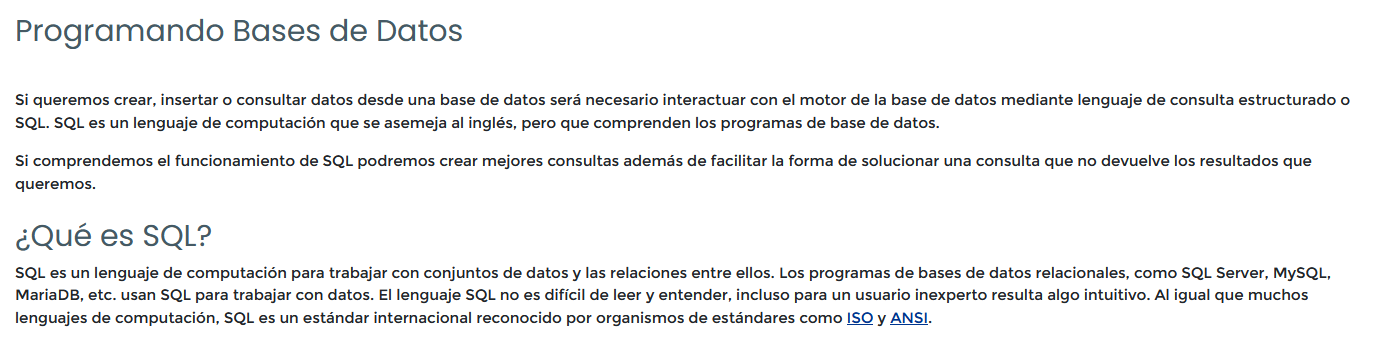 Programando Bases de Datos
Si queremos crear, insertar o consultar datos desde una base de datos será necesario interactuar con el motor de la base de datos mediante lenguaje de consulta estructurado o
SQL. SQL es un lenguaje de computación que se asemeja al inglés, pero que comprenden los programas de base de datos.
Si comprendemos el funcionamiento de SQL podremos crear mejores consultas además de facilitar la forma de solucionar una consulta que no devuelve los resultados que
queremos.
¿Qué es SQL?
SQL es un lenguaje de computación para trabajar con conjuntos de datos y las relaciones entre ellos. Los programas de bases de datos relacionales, como SQL Server, MySQL,
MariaDB, etc. usan SQL para trabajar con datos. El lenguaje SQL no es difícil de leer y entender, incluso para un usuario inexperto resulta algo intuitivo. Al igual que muchos
lenguajes de computación, SQL es un estándar internacional reconocido por organismos de estándares como ISO y ANSI.